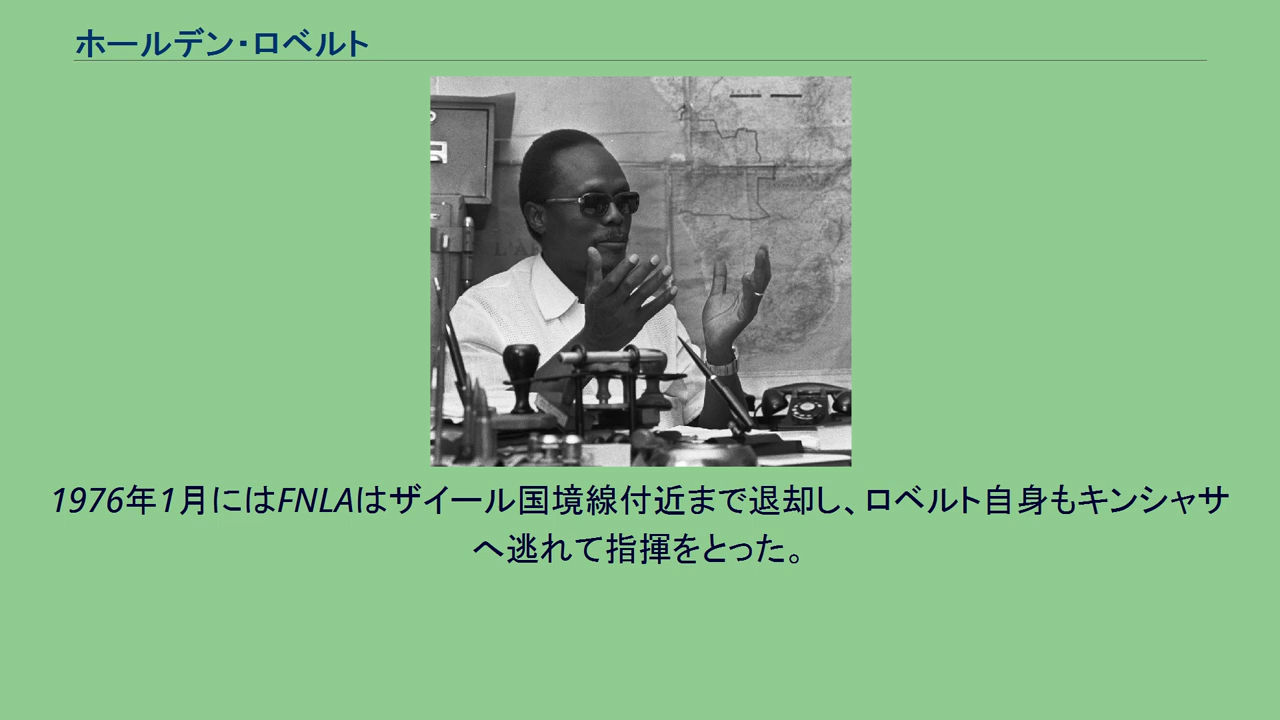 ホールデン・ロベルト
L'AF
1976年1月にはFNLAはザイール国境線付近まで退却し、ロベルト自身もキンシャサ
へ逃れて指揮をとった。